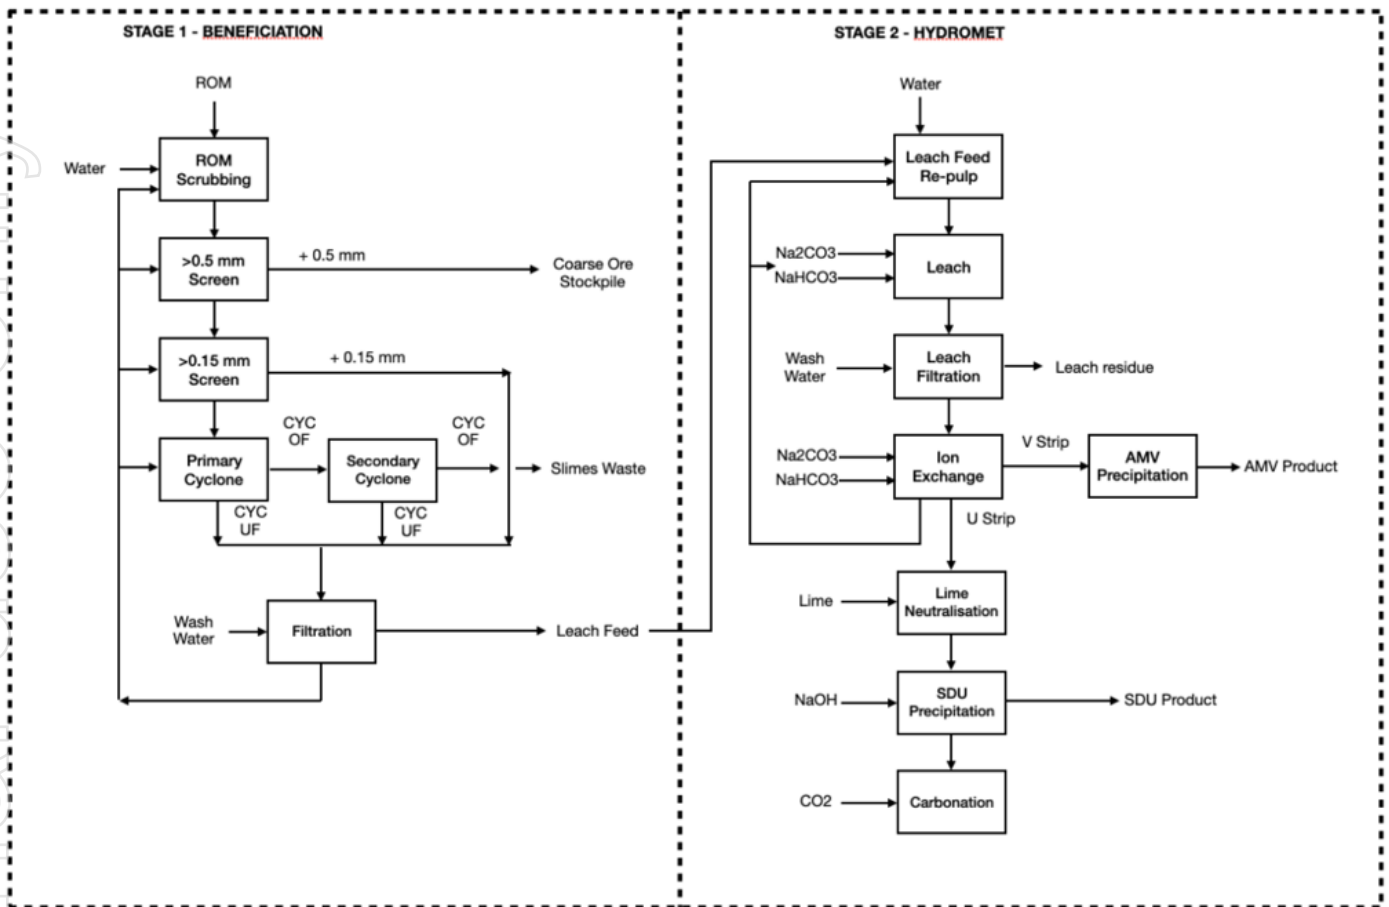 STAGE 1 - BENEFICIATION
ROM
Water
ROM
Scrubbing
>0.5 mm
Screen
+ 0.5 mm
Coarse Ore
Stockpile
>0.15 mm
Screen
+ 0.15 mm
CYC
OF
CYC
OF
Primary
Cyclone
Secondary
Cyclone
Slimes Waste
CYC
UF
CYC
UF
Wash
Water
Filtration
Leach Feed
STAGE 2 - HYDROMET
Water
Leach Feed
Re-pulp
Na2CO3
NaHCO3
Leach
Wash
Water
Leach
Filtration
Leach residue
Na2CO3
NaHCO3
Ion
Exchange
V Strip
AMV
Precipitation
AMV Product
U Strip
Lime
Lime
Neutralisation
NaOH
SDU
Precipitation
SDU Product
CO2
Carbonation